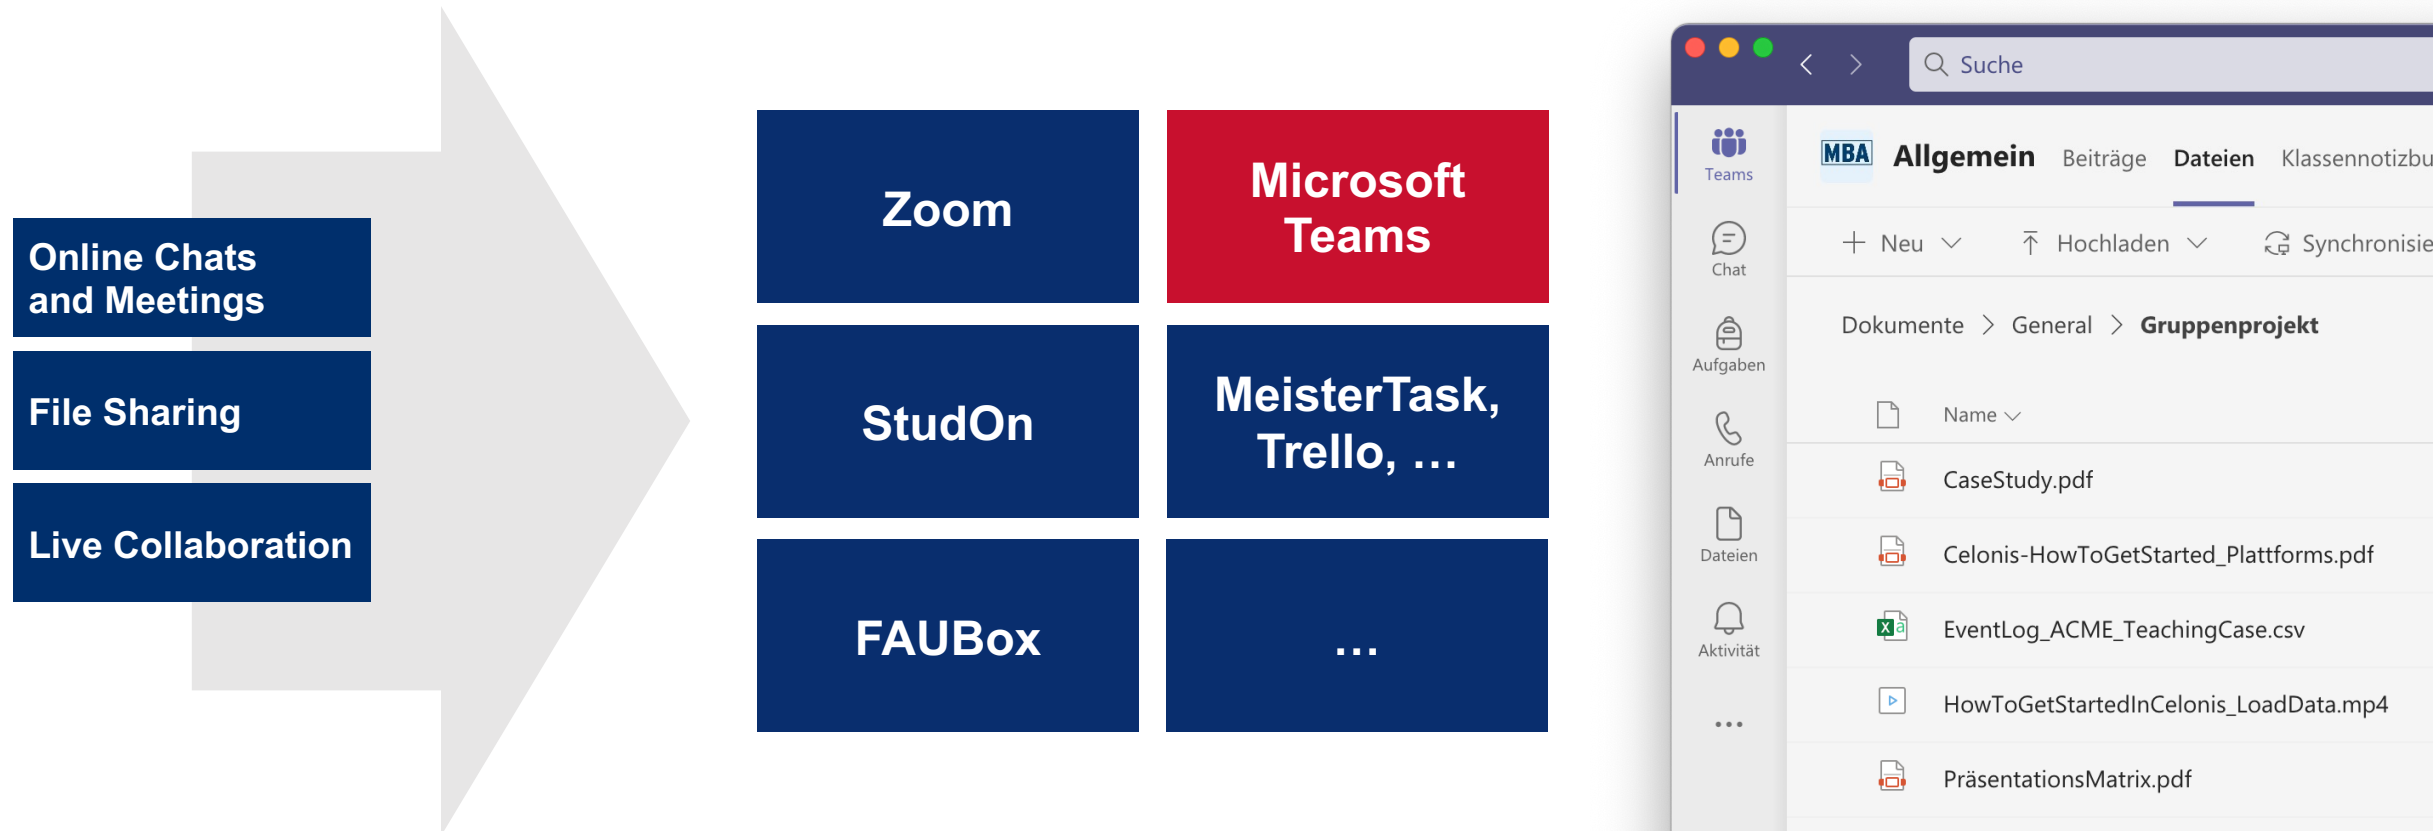 Online Chats
and Meetings
File Sharing
Live Collaboration
Zoom
Microsoft
Teams
StudOn
MeisterTask,
Trello, …
FAUBox
…
Suche
Teams
Chat
Aufgaben
Anrufe
Dateien
Aktivität
MBA Allgemein Beiträge Dateien Klassennotizbu
Neu Hochladen Synchronisie
Dokumente > General > Gruppenprojekt
Name
CaseStudy.pdf
Celonis-HowToGetStarted_Plattforms.pdf
EventLog_ACME_TeachingCase.csv
HowToGetStartedInCelonis_LoadData.mp4
PräsentationsMatrix.pdf